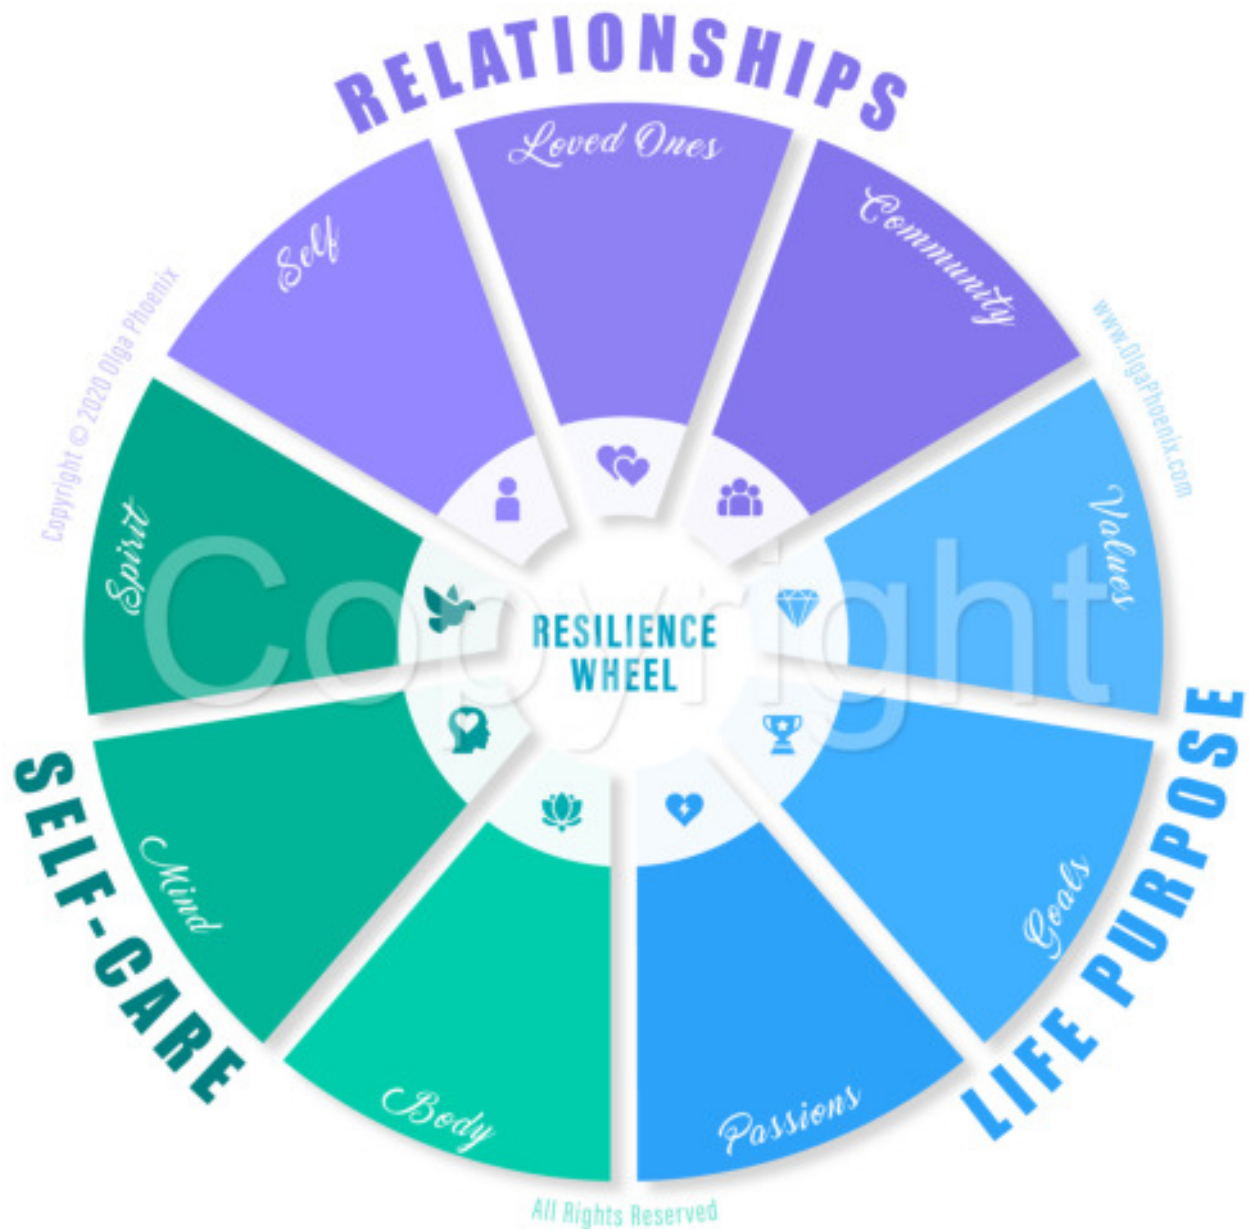 RELATIONSHIPS
Loved Ones
Self
Community
Copyright © 2020 Olga Phoenix
www.OlgaPhoenix.com
Spirit
Values
Copyright
RESILIENCE
WHEEL
SELF-CARE
LIFE PURPOSE
Mind
Goals
Body
Passions
All Rights Reserved